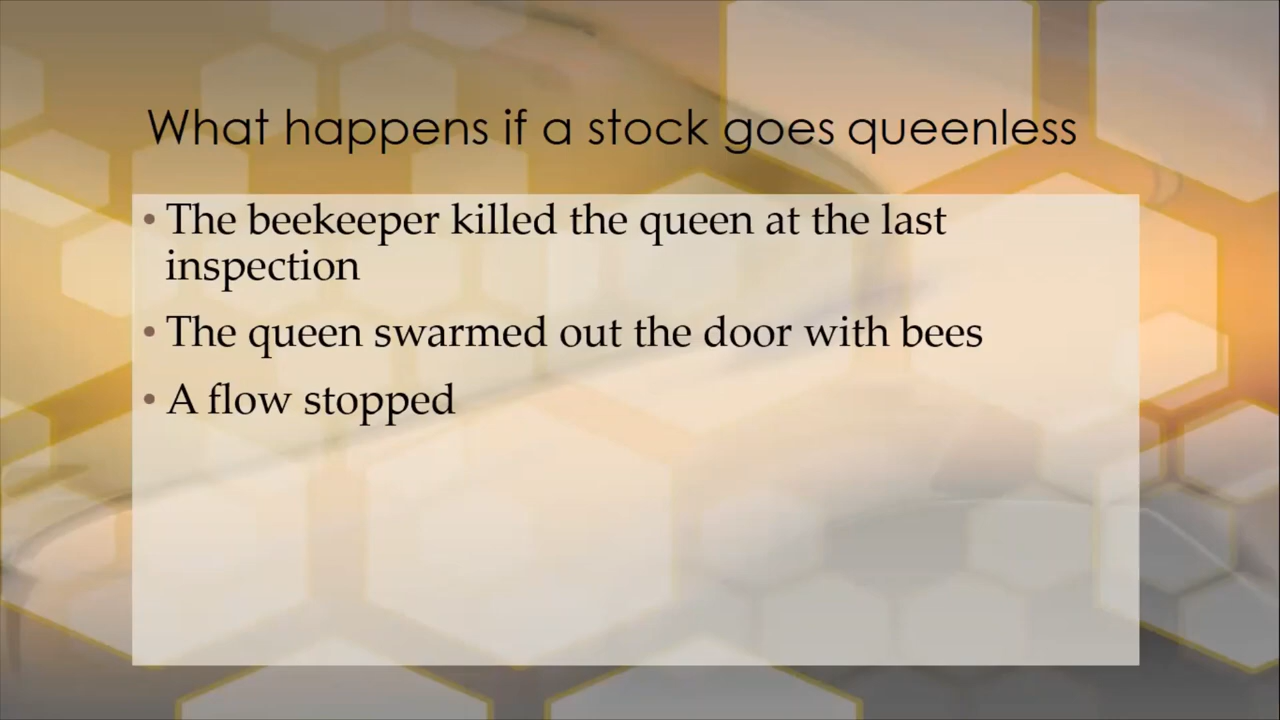 What happens if a stock goes queenless
• The beekeeper killed the queen at the last
inspection
• The queen swarmed out the door with bees
• A flow stopped